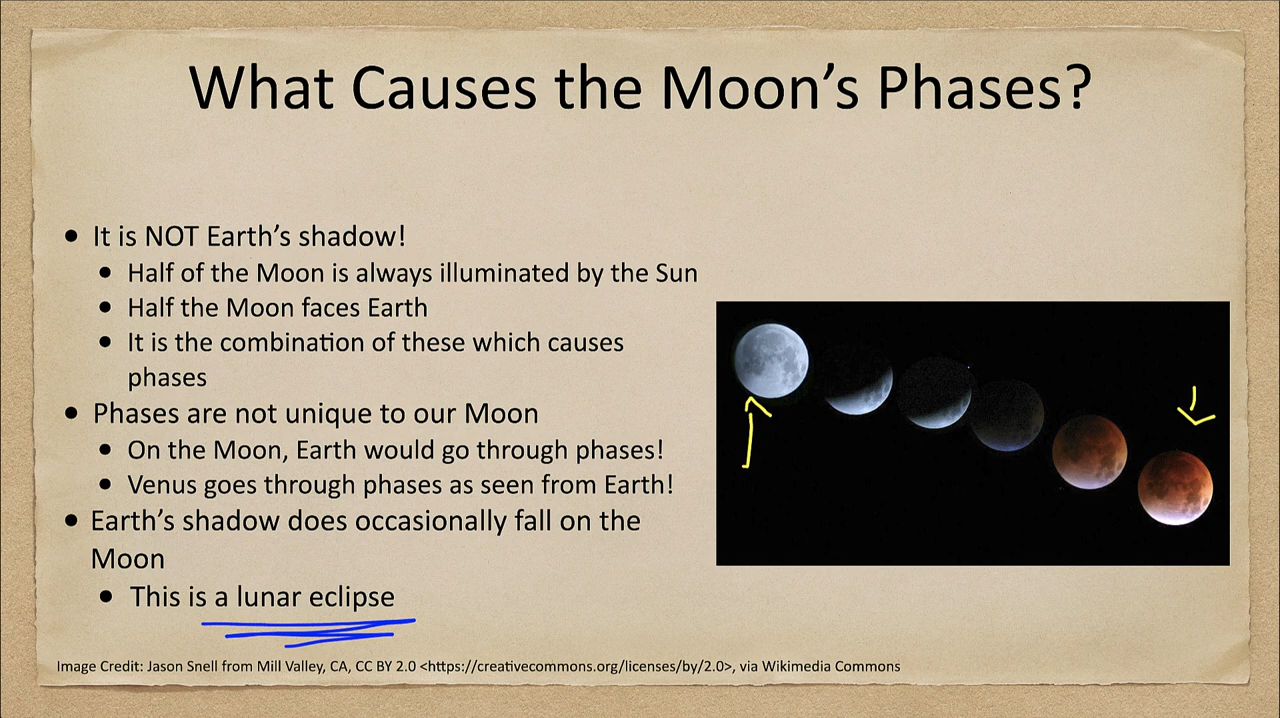 What Causes the Moon’s Phases?
• It is NOT Earth’s shadow!
• Half of the Moon is always illuminated by the Sun
• Half the Moon faces Earth
• It is the combination of these which causes
phases
• Phases are not unique to our Moon
• On the Moon, Earth would go through phases!
• Venus goes through phases as seen from Earth!
• Earth’s shadow does occasionally fall on the
Moon
• This is a lunar eclipse
Image Credit: Jason Snell from Mill Valley, CA, CC BY 2.0 <https://creativecommons.org/licenses/by/2.0>, via Wikimedia Commons